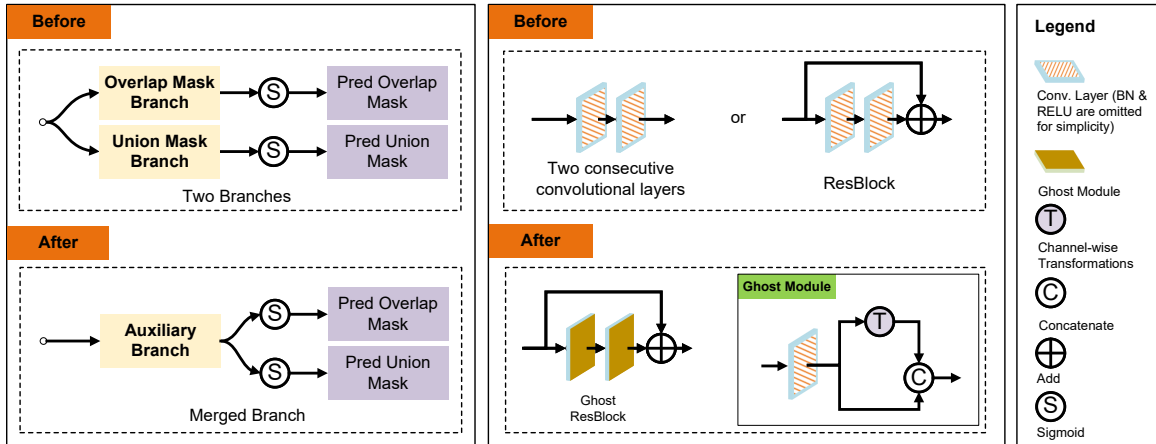 Before
Overlap Mask
Branch
S
Pred Overlap
Mask
Union Mask
Branch
S
Pred Union
Mask
Two Branches
After
Auxiliary
Branch
S
Pred Overlap
Mask
S
Pred Union
Mask
Merged Branch
Before
Two consecutive
convolutional layers
or
ResBlock
After
Ghost
ResBlock
Ghost Module
T
C
Legend
Conv. Layer (BN &
RELU are omitted
for simplicity)
Ghost Module
T
Channel-wise
Transformations
C
Concatenate
Add
S
Sigmoid